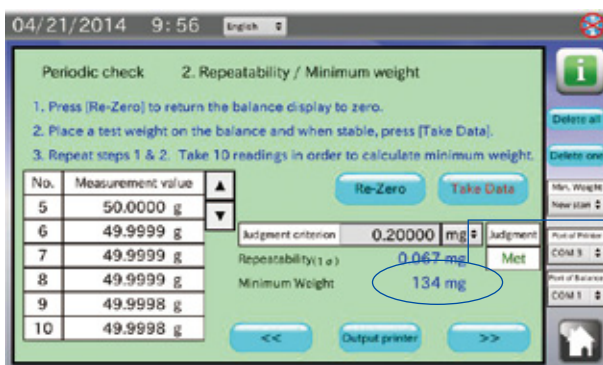 04/21/2014 9:56 English
Periodic check 2. Repeatability / Minimum weight
1. Press [Re-Zero] to return the balance display to zero.
2. Place a test weight on the balance and when stable, press [Take Data].
3. Repeat steps 1 & 2. Take 10 readings in order to calculate minimum weight.
Delete all
Delete one
Re-Zero Take Data
No. Measurement value
5 50.0000 g
6 49.9999 g
7 49.9999 g
8 49.9999 g
9 49.9998 g
10 49.9998 g
Judgment criterion 0.20000 mg Judgment
Repeatability(1σ) 0.067 mg Met
Minimum Weight 134 mg
<< Output printer >>
Min. Weight
New stan
Port of Printer
COM 3
Port of Balance
COM 1